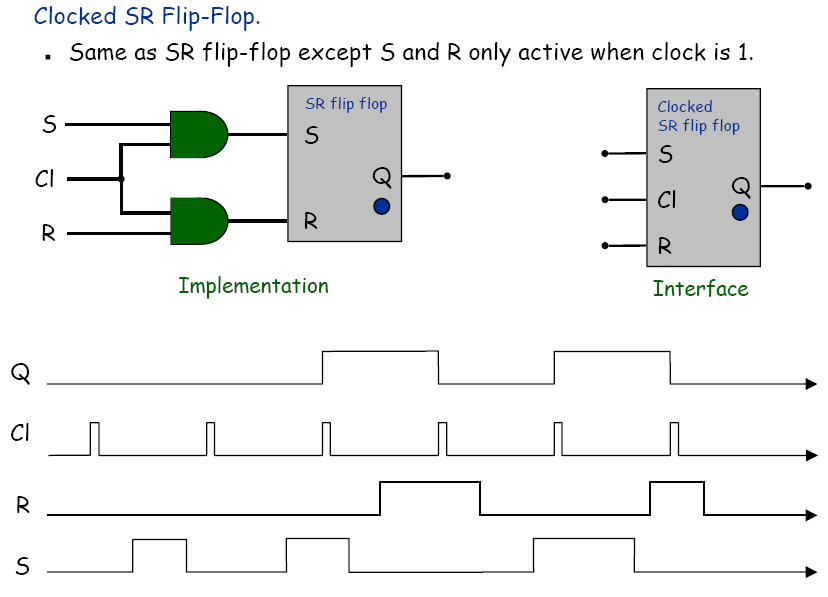 Clocked SR Flip-Flop.
▪ Same as SR flip-flop except S and R only active when clock is 1.
S
Cl
R
SR flip flop
S
Q
R
Implementation
Clocked
SR flip flop
S
Cl
Q
R
Interface
Q
Cl
R
S